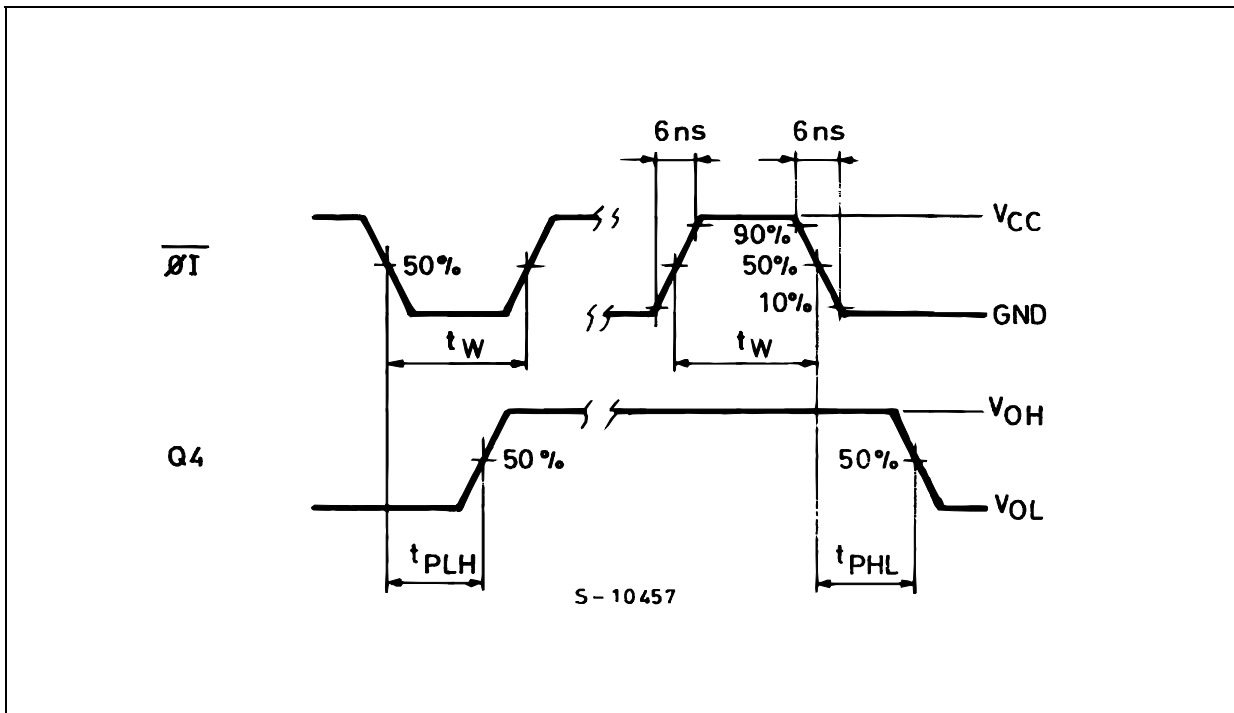 6ns 6ns
VCC
90%
ØI 50% 50%
10%
GND
tW tW
VOH
Q4 50% 50%
VOL
tPLH tPHL
S-10457